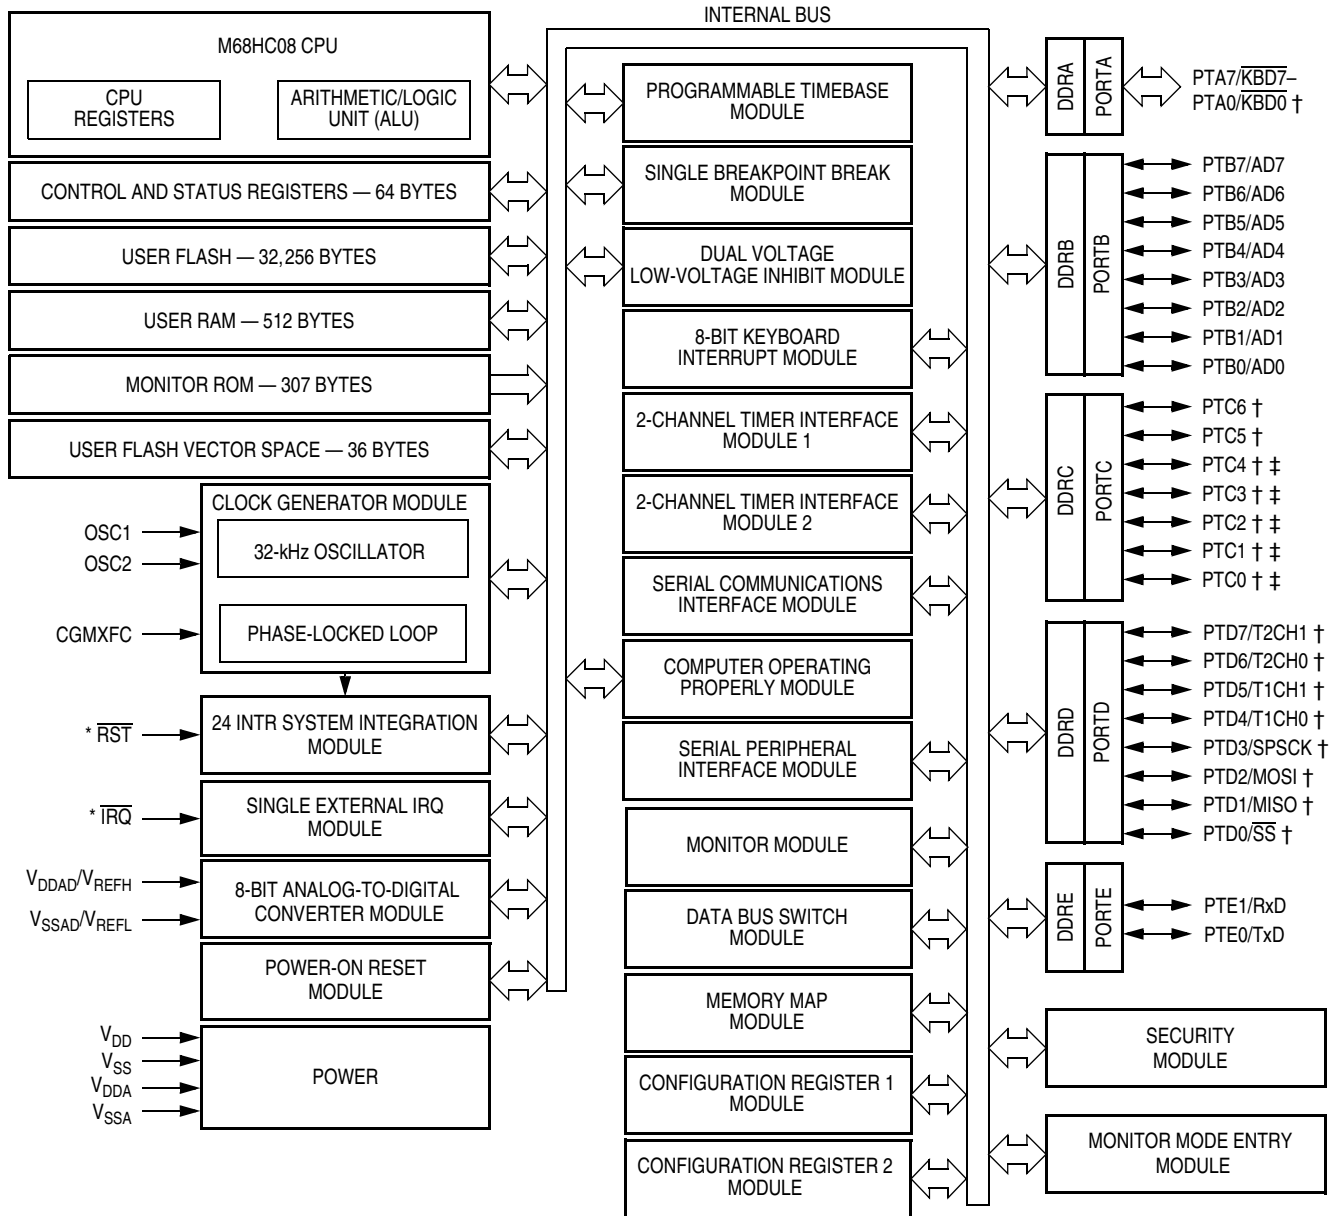 INTERNAL BUS
M68HC08 CPU
CPU
REGISTERS
ARITHMETIC/LOGIC
UNIT (ALU)
CONTROL AND STATUS REGISTERS — 64 BYTES
USER FLASH — 32,256 BYTES
USER RAM — 512 BYTES
MONITOR ROM — 307 BYTES
USER FLASH VECTOR SPACE — 36 BYTES
CLOCK GENERATOR MODULE
32-kHz OSCILLATOR
PHASE-LOCKED LOOP
OSC1
OSC2
CGMXFC
* RST
24 INTR SYSTEM INTEGRATION
MODULE
* IRQ
SINGLE EXTERNAL IRQ
MODULE
VDDAD/VREFH
VSSAD/VREFL
8-BIT ANALOG-TO-DIGITAL
CONVERTER MODULE
POWER-ON RESET
MODULE
VDD
VSS
VDDA
VSSA
POWER
PROGRAMMABLE TIMEBASE
MODULE
SINGLE BREAKPOINT BREAK
MODULE
DUAL VOLTAGE
LOW-VOLTAGE INHIBIT MODULE
8-BIT KEYBOARD
INTERRUPT MODULE
2-CHANNEL TIMER INTERFACE
MODULE 1
2-CHANNEL TIMER INTERFACE
MODULE 2
SERIAL COMMUNICATIONS
INTERFACE MODULE
COMPUTER OPERATING
PROPERLY MODULE
SERIAL PERIPHERAL
INTERFACE MODULE
MONITOR MODULE
DATA BUS SWITCH
MODULE
MEMORY MAP
MODULE
CONFIGURATION REGISTER 1
MODULE
CONFIGURATION REGISTER 2
MODULE
DDRA
PORTA
PTA7/KBD7–
PTA0/KBD0 †
DDRB
PORTB
PTB7/AD7
PTB6/AD6
PTB5/AD5
PTB4/AD4
PTB3/AD3
PTB2/AD2
PTB1/AD1
PTB0/AD0
DDRC
PORTC
PTC6 †
PTC5 †
PTC4 † ‡
PTC3 † ‡
PTC2 † ‡
PTC1 † ‡
PTC0 † ‡
DDRD
PORTD
PTD7/T2CH1 †
PTD6/T2CH0 †
PTD5/T1CH1 †
PTD4/T1CH0 †
PTD3/SPSCK †
PTD2/MOSI †
PTD1/MISO †
PTD0/SS †
DDRE
PORTE
PTE1/RxD
PTE0/TxD
SECURITY
MODULE
MONITOR MODE ENTRY
MODULE